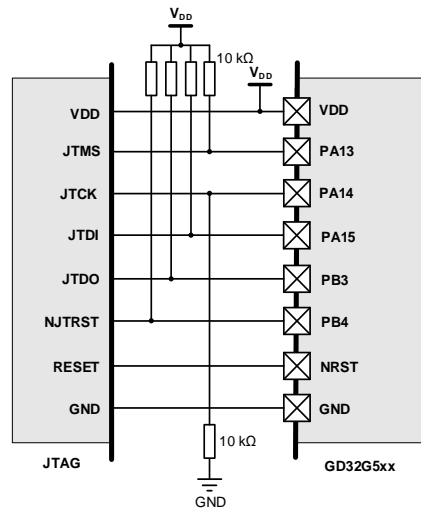 VDD
10 kΩ
VDD
VDD VDD
JTMS PA13
JTCK PA14
JTDI PA15
JTDO PB3
NJTRST PB4
RESET NRST
GND GND
10 kΩ
JTAG GD32G5xx
GND